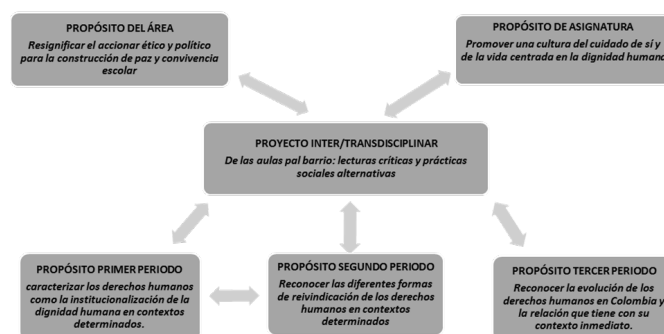 PROPÓSITO DEL ÁREA
Resignificar el accionar ético y político
para la construcción de paz y convivencia
escolar
PROPÓSITO DE ASIGNATURA
Promover una cultura del cuidado de sí y
de la vida centrada en la dignidad humana
PROYECTO INTER/TRANSDISCIPLINAR
De las aulas pal barrio: lecturas críticas y prácticas
sociales alternativas
PROPÓSITO PRIMER PERIODO
caracterizar los derechos humanos
como la institucionalización de la
dignidad humana en contextos
determinados.
PROPÓSITO SEGUNDO PERIODO
Reconocer las diferentes formas
de reivindicación de los derechos
humanos en contextos
determinados
PROPÓSITO TERCER PERIODO
Reconocer la evolución de los
derechos humanos en Colombia y
la relación que tiene con su
contexto inmediato.